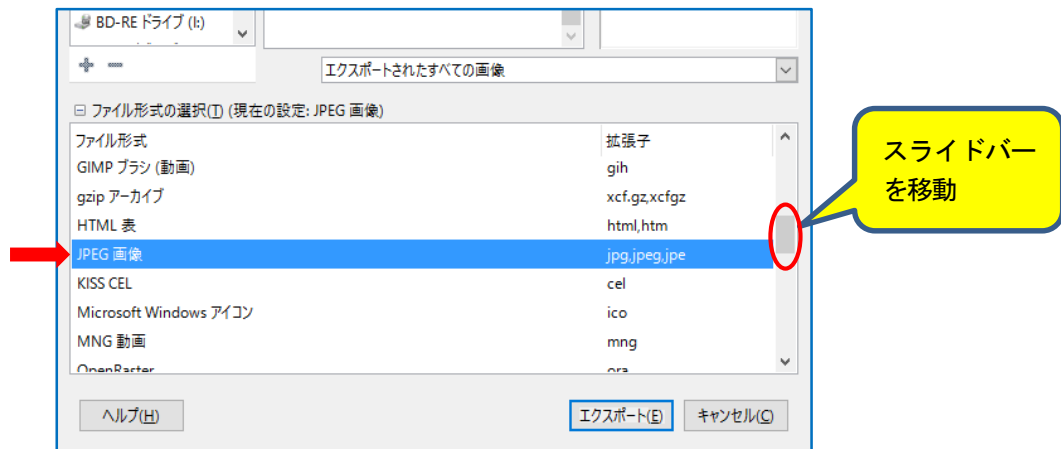 BD-RE ドライブ (I:)
エクスポートされたすべての画像
ファイル形式の選択(T) (現在の設定: JPEG 画像)
ファイル形式 拡張子
GIMP ブラシ (動画) gih
gzip アーカイブ xcf.gz,xcfgz
HTML 表 html,htm
JPEG 画像 jpg,jpeg,jpe
KISS CEL cel
Microsoft Windows アイコン ico
MNG 動画 mng
OpenRaster ora
ヘルプ(H) エクスポート(E) キャンセル(C)
スライドバー
を移動